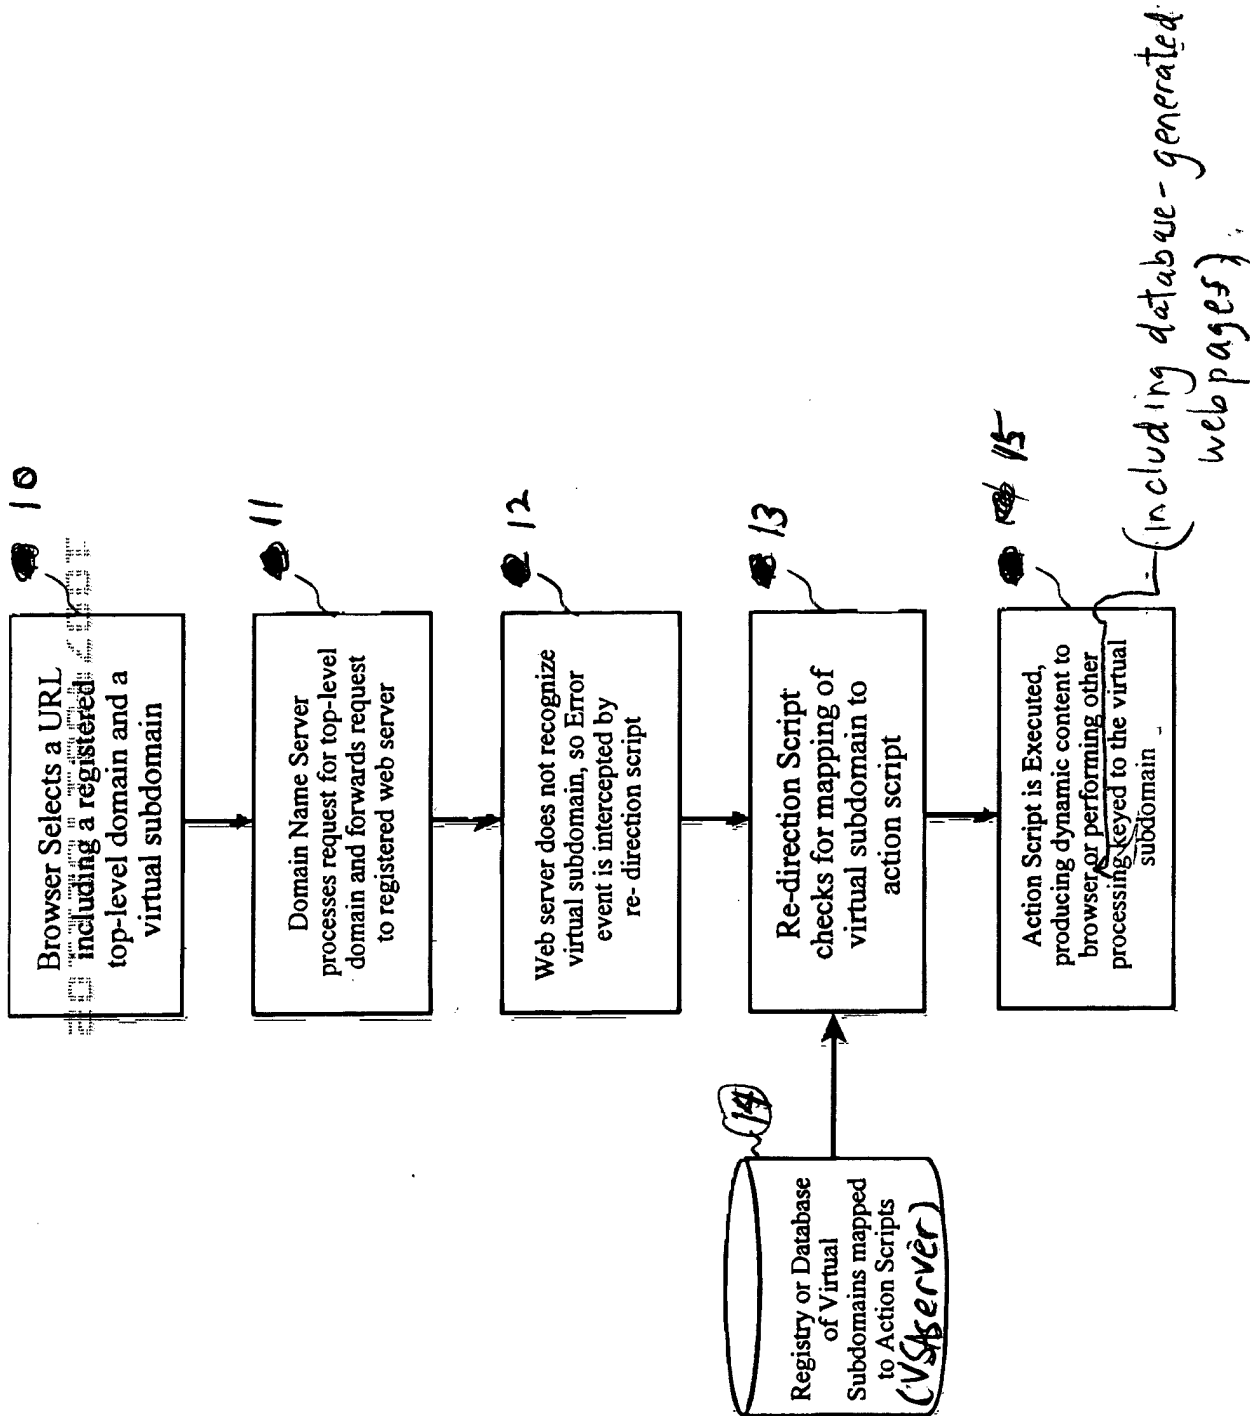 10
Browser Selects a URL
including a registered
top-level domain and a
virtual subdomain
11
Domain Name Server
processes request for top-level
domain and forwards request
to registered web server
12
Web server does not recognize
virtual subdomain, so Error
event is intercepted by
re- direction script
13
Re-direction Script
checks for mapping of
virtual subdomain to
action script
14
Registry or Database
of Virtual
Subdomains mapped
to Action Scripts
15
Action Script is Executed,
producing dynamic content to
browser or performing other
processing keyed to the virtual
subdomain
(including database-generated
webpages)